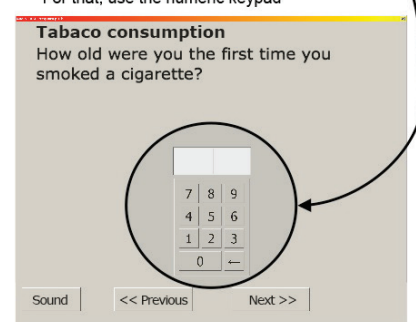 For that, use the numeric keypad
Tabaco consumption
How old were you the first time you
smoked a cigarette?
7 8 9
4 5 6
1 2 3
0 ←
Sound
<< Previous
Next >>